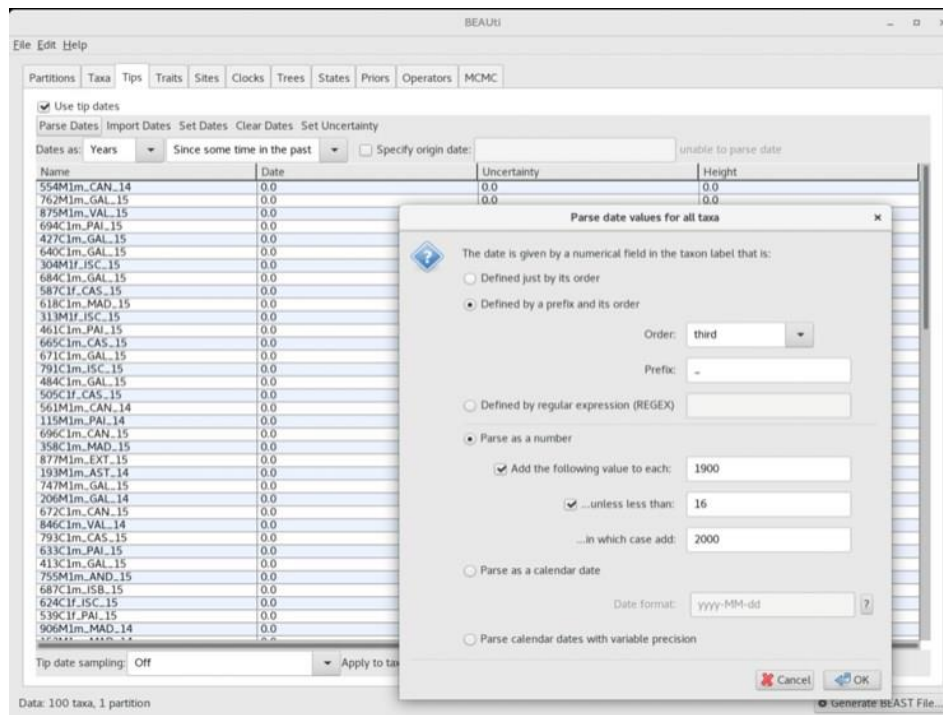 BEAUti
File Edit Help
Partitions Taxa Tips Traits Sites Clocks Trees States Priors Operators MCMC
Use tip dates
Parse Dates Import Dates Set Dates Clear Dates Set Uncertainty
Dates as: Years Since some time in the past Specify origin date: unable to parse date
Name Date Uncertainty Height
554M1m_CAN_14 0.0 0.0 0.0
762M1m_GAL_15 0.0 0.0 0.0
875M1m_VAL_15 0.0
694C1m_PAI_15 0.0
427C1m_GAL_15 0.0
640C1m_GAL_15 0.0
304M1f_ISC_15 0.0
684C1m_GAL_15 0.0
587C1f_CAS_15 0.0
618C1m_MAD_15 0.0
313M1f_ISC_15 0.0
461C1m_PAI_15 0.0
665C1m_CAS_15 0.0
671C1m_GAL_15 0.0
791C1m_ISC_15 0.0
484C1m_GAL_15 0.0
505C1f_CAS_15 0.0
561M1m_CAN_14 0.0
115M1m_PAI_14 0.0
696C1m_CAN_15 0.0
358C1m_MAD_15 0.0
877M1m_EXT_15 0.0
193M1m_AST_14 0.0
747M1m_GAL_15 0.0
206M1m_GAL_14 0.0
672C1m_CAN_15 0.0
846C1m_VAL_14 0.0
793C1m_CAS_15 0.0
633C1m_PAI_15 0.0
413C1m_GAL_15 0.0
755M1m_AND_15 0.0
687C1m_ISB_15 0.0
624C1f_ISC_15 0.0
539C1f_PAI_15 0.0
906M1m_MAD_14 0.0
Parse date values for all taxa
The date is given by a numerical field in the taxon label that is:
Defined just by its order
Defined by a prefix and its order
Order: third
Prefix: _
Defined by regular expression (REGEX)
Parse as a number
Add the following value to each: 1900
...unless less than: 16
...in which case add: 2000
Parse as a calendar date
Date format: yyyy-MM-dd ?
Parse calendar dates with variable precision
Cancel OK
Tip date sampling: Off Apply to
Data: 100 taxa, 1 partition Generate BEAST File...